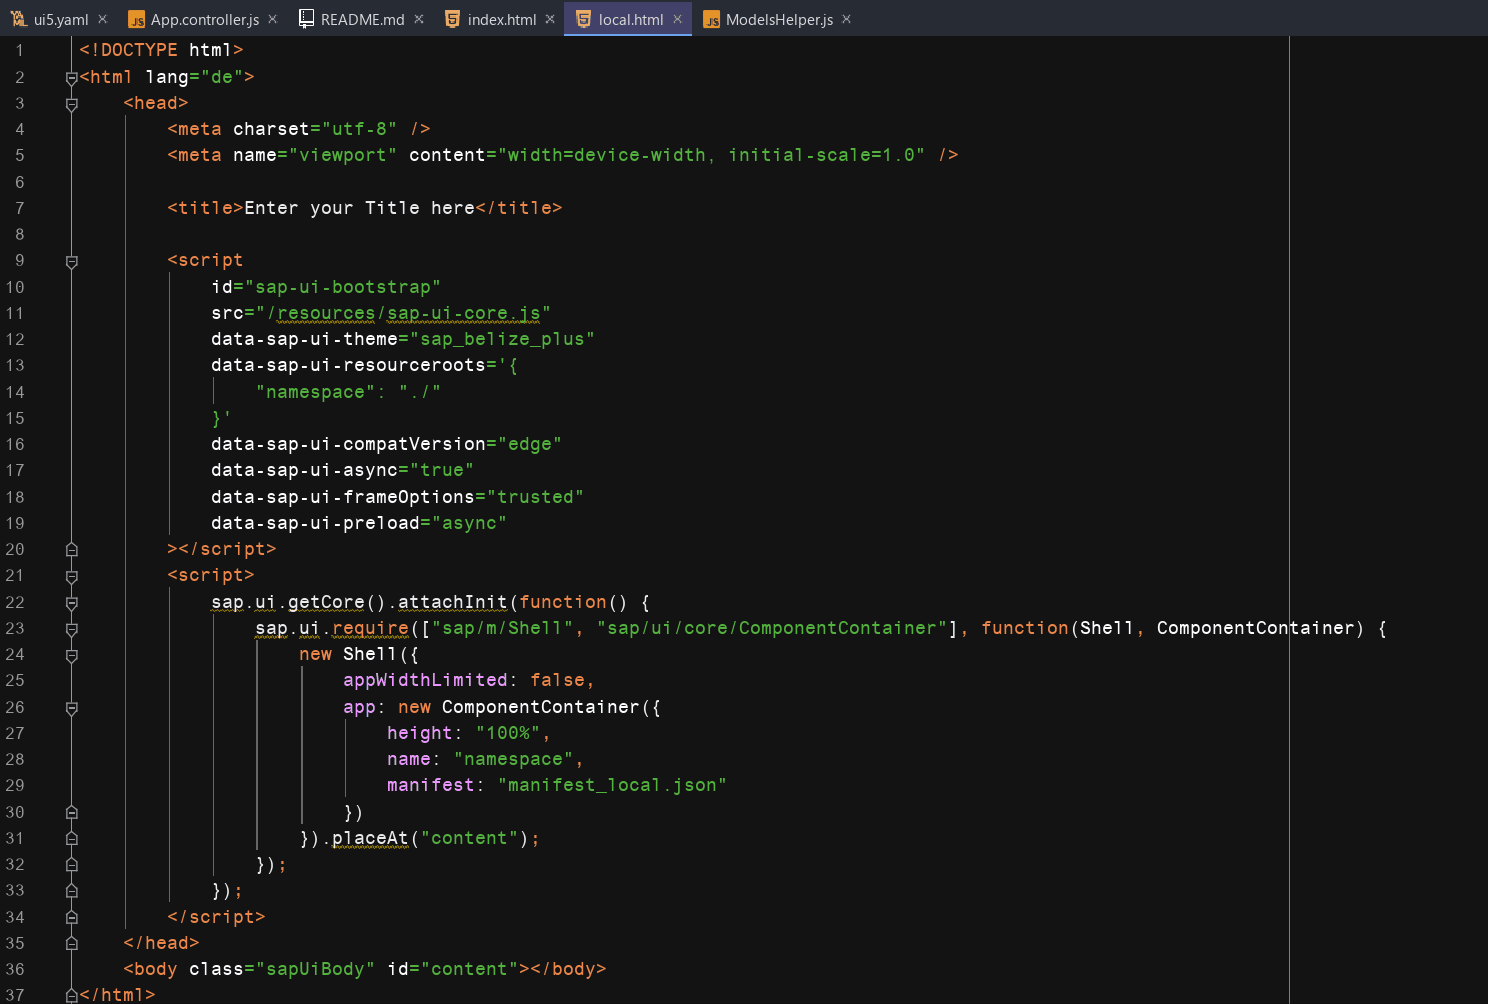 ui5.yaml App.controller.js README.md index.html local.html ModelsHelper.js
1 <!DOCTYPE html>
2 <html lang="de">
3 <head>
4 <meta charset="utf-8" />
5 <meta name="viewport" content="width=device-width, initial-scale=1.0" />
6
7 <title>Enter your Title here</title>
8
9 <script
10 id="sap-ui-bootstrap"
11 src="/resources/sap-ui-core.js"
12 data-sap-ui-theme="sap_belize_plus"
13 data-sap-ui-resourceroots='{
14 "namespace": "./"
15 }'
16 data-sap-ui-compatVersion="edge"
17 data-sap-ui-async="true"
18 data-sap-ui-frameOptions="trusted"
19 data-sap-ui-preload="async"
20 ></script>
21 <script>
22 sap.ui.getCore().attachInit(function() {
23 sap.ui.require(["sap/m/Shell", "sap/ui/core/ComponentContainer"], function(Shell, ComponentContainer) {
24 new Shell({
25 appWidthLimited: false,
26 app: new ComponentContainer({
27 height: "100%",
28 name: "namespace",
29 manifest: "manifest_local.json"
30 })
31 }).placeAt("content");
32 });
33 });
34 </script>
35 </head>
36 <body class="sapUiBody" id="content"></body>
37 </html>